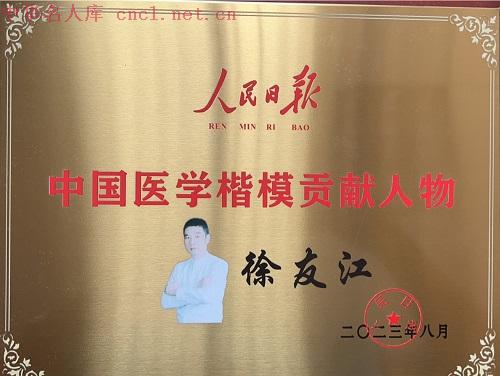 中国名人库 cncl.net.cn
人民日报
REN MIN RI BAO
中国医学楷模贡献人物
徐友江
二〇二三年八月